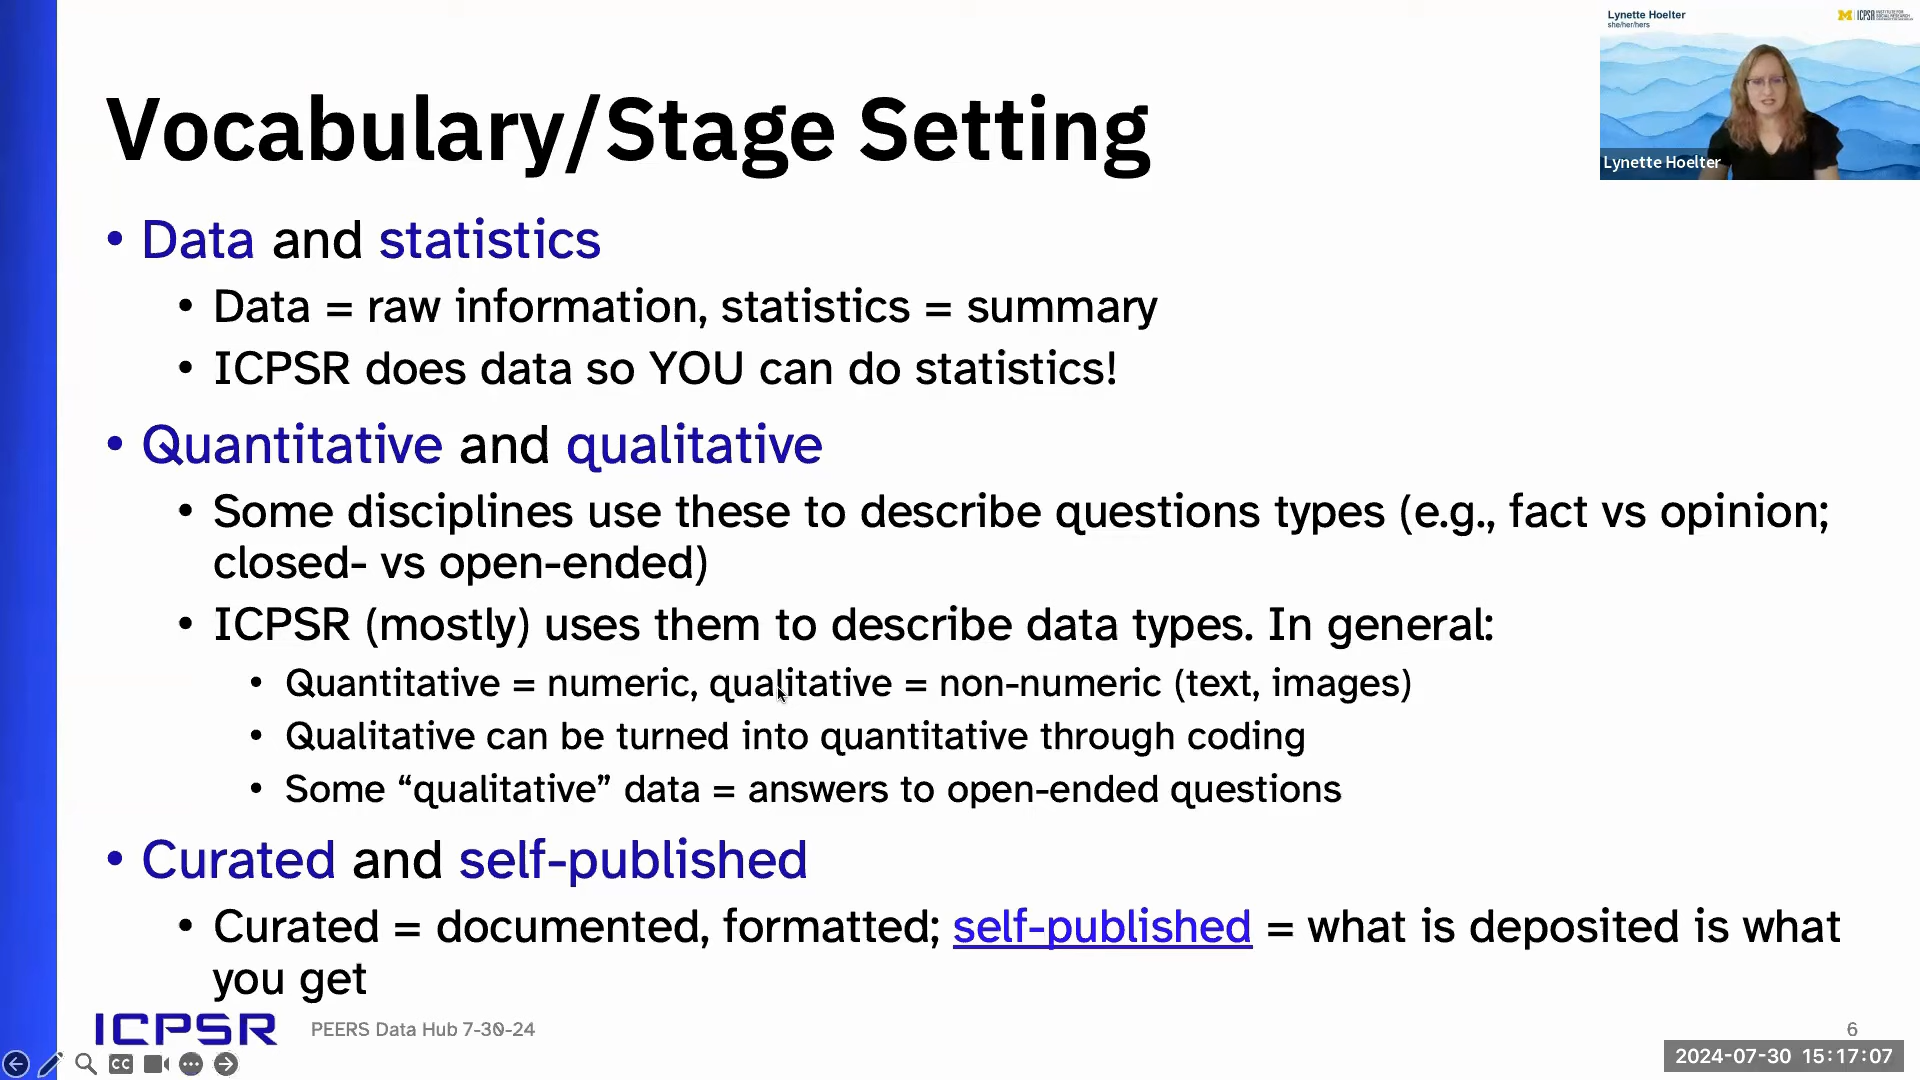 Vocabulary/Stage Setting
• Data and statistics
• Data = raw information, statistics = summary
• ICPSR does data so YOU can do statistics!
• Quantitative and qualitative
• Some disciplines use these to describe questions types (e.g., fact vs opinion;
closed- vs open-ended)
• ICPSR (mostly) uses them to describe data types. In general:
• Quantitative = numeric, qualitative = non-numeric (text, images)
• Qualitative can be turned into quantitative through coding
• Some “qualitative” data = answers to open-ended questions
• Curated and self-published
• Curated = documented, formatted; self-published = what is deposited is what
you get
ICPSR
PEERS Data Hub 7-30-24
6
CC
2024-07-30 15:17:07
Lynette Hoelter
she/her/hers
M ICPSR
Lynette Hoelter